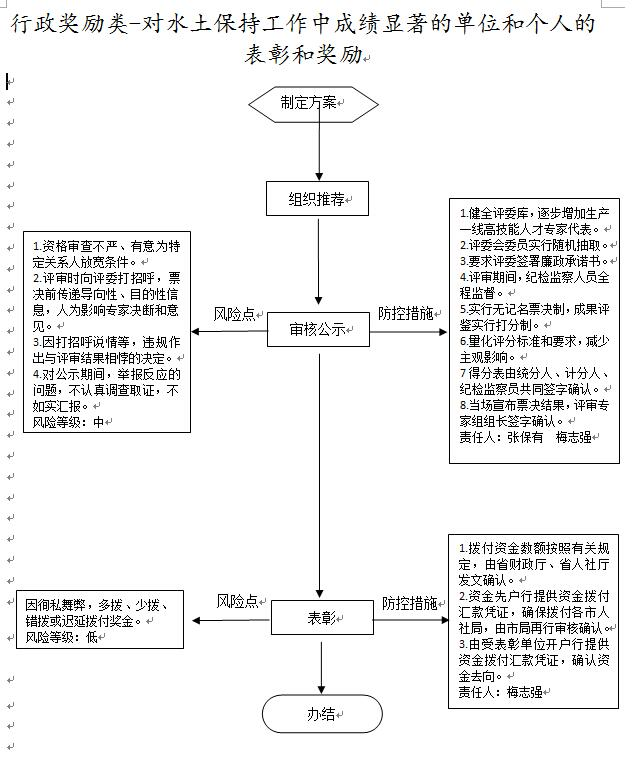 行政奖励类-对水土保持工作中成绩显著的单位和个人的
表彰和奖励
制定方案
组织推荐
1.资格审查不严、有意为特
定关系人放宽条件。
2.评审时向评委打招呼，票
决前传递导向性、目的性信
息，人为影响专家决断和意
见。
3.因打招呼说情等，违规作
出与评审结果相悖的决定。
4.对公示期间，举报反应的
问题，不认真调查取证，不
如实汇报。
风险等级：中
风险点
审核公示
防控措施
1.健全评委库，逐步增加生产
一线高技能人才专家代表。
2.评委会委员实行随机抽取。
3.要求评委签署廉政承诺书。
4.评审期间，纪检监察人员全
程监督。
5.实行无记名票决制，成果评
鉴实行打分制。
6.量化评分标准和要求，减少
主观影响。
7得分表由统分人、计分人、
纪检监察员共同签字确认。
8.当场宣布票决结果，评审专
家组组长签字确认。
责任人：张保有 梅志强
因徇私舞弊，多拨、少拨、
错拨或迟延拨付奖金。
风险等级：低
风险点
表彰
防控措施
1.拨付资金数额按照有关规
定，由省财政厅、省人社厅
发文确认。
2.资金先户行提供资金拨付
汇款凭证，确保拨付各市人
社局，由市局再行审核确认。
3.由受表彰单位开户行提供
资金拨付汇款凭证，确认资
金去向。
责任人：梅志强
办结